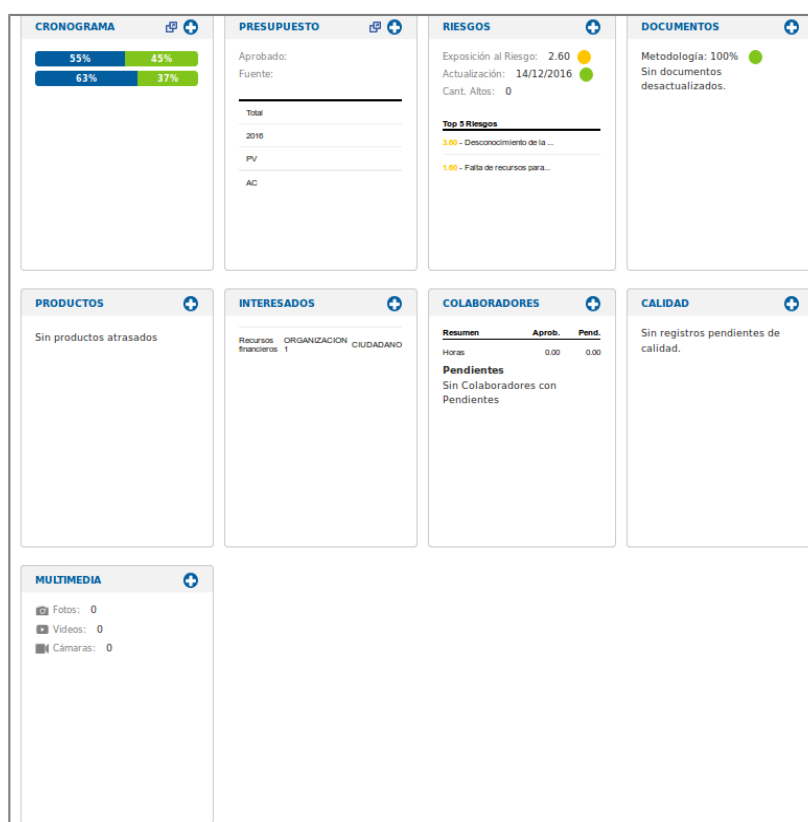 CRONOGRAMA
55% 45%
63% 37%
PRESUPUESTO
Aprobado:
Fuente:
Total
2016
PV
AC
RIESGOS
Exposición al Riesgo: 2.60
Actualización: 14/12/2016
Cant. Altos: 0
Top 5 Riesgos
3.60 - Desconocimiento de la ...
1.60 - Falta de recursos para...
DOCUMENTOS
Metodología: 100%
Sin documentos
desactualizados.
PRODUCTOS
Sin productos atrasados
INTERESADOS
Recursos financieros ORGANIZACION 1 CIUDADANO
COLABORADORES
Resumen Aprob. Pend.
Horas 0.00 0.00
Pendientes
Sin Colaboradores con
Pendientes
CALIDAD
Sin registros pendientes de
calidad.
MULTIMEDIA
Fotos: 0
Videos: 0
Cámaras: 0